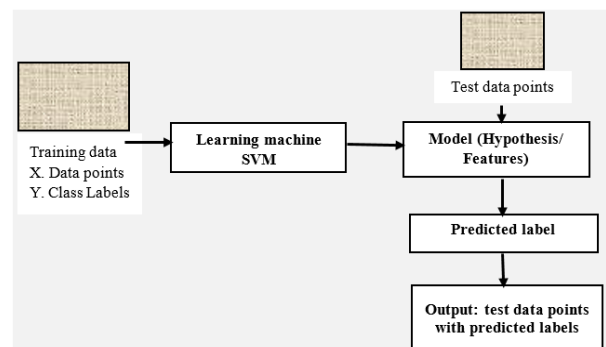 Test data points
Training data
X. Data points
Y. Class Labels
Learning machine
SVM
Model (Hypothesis/
Features)
Predicted label
Output: test data points
with predicted labels